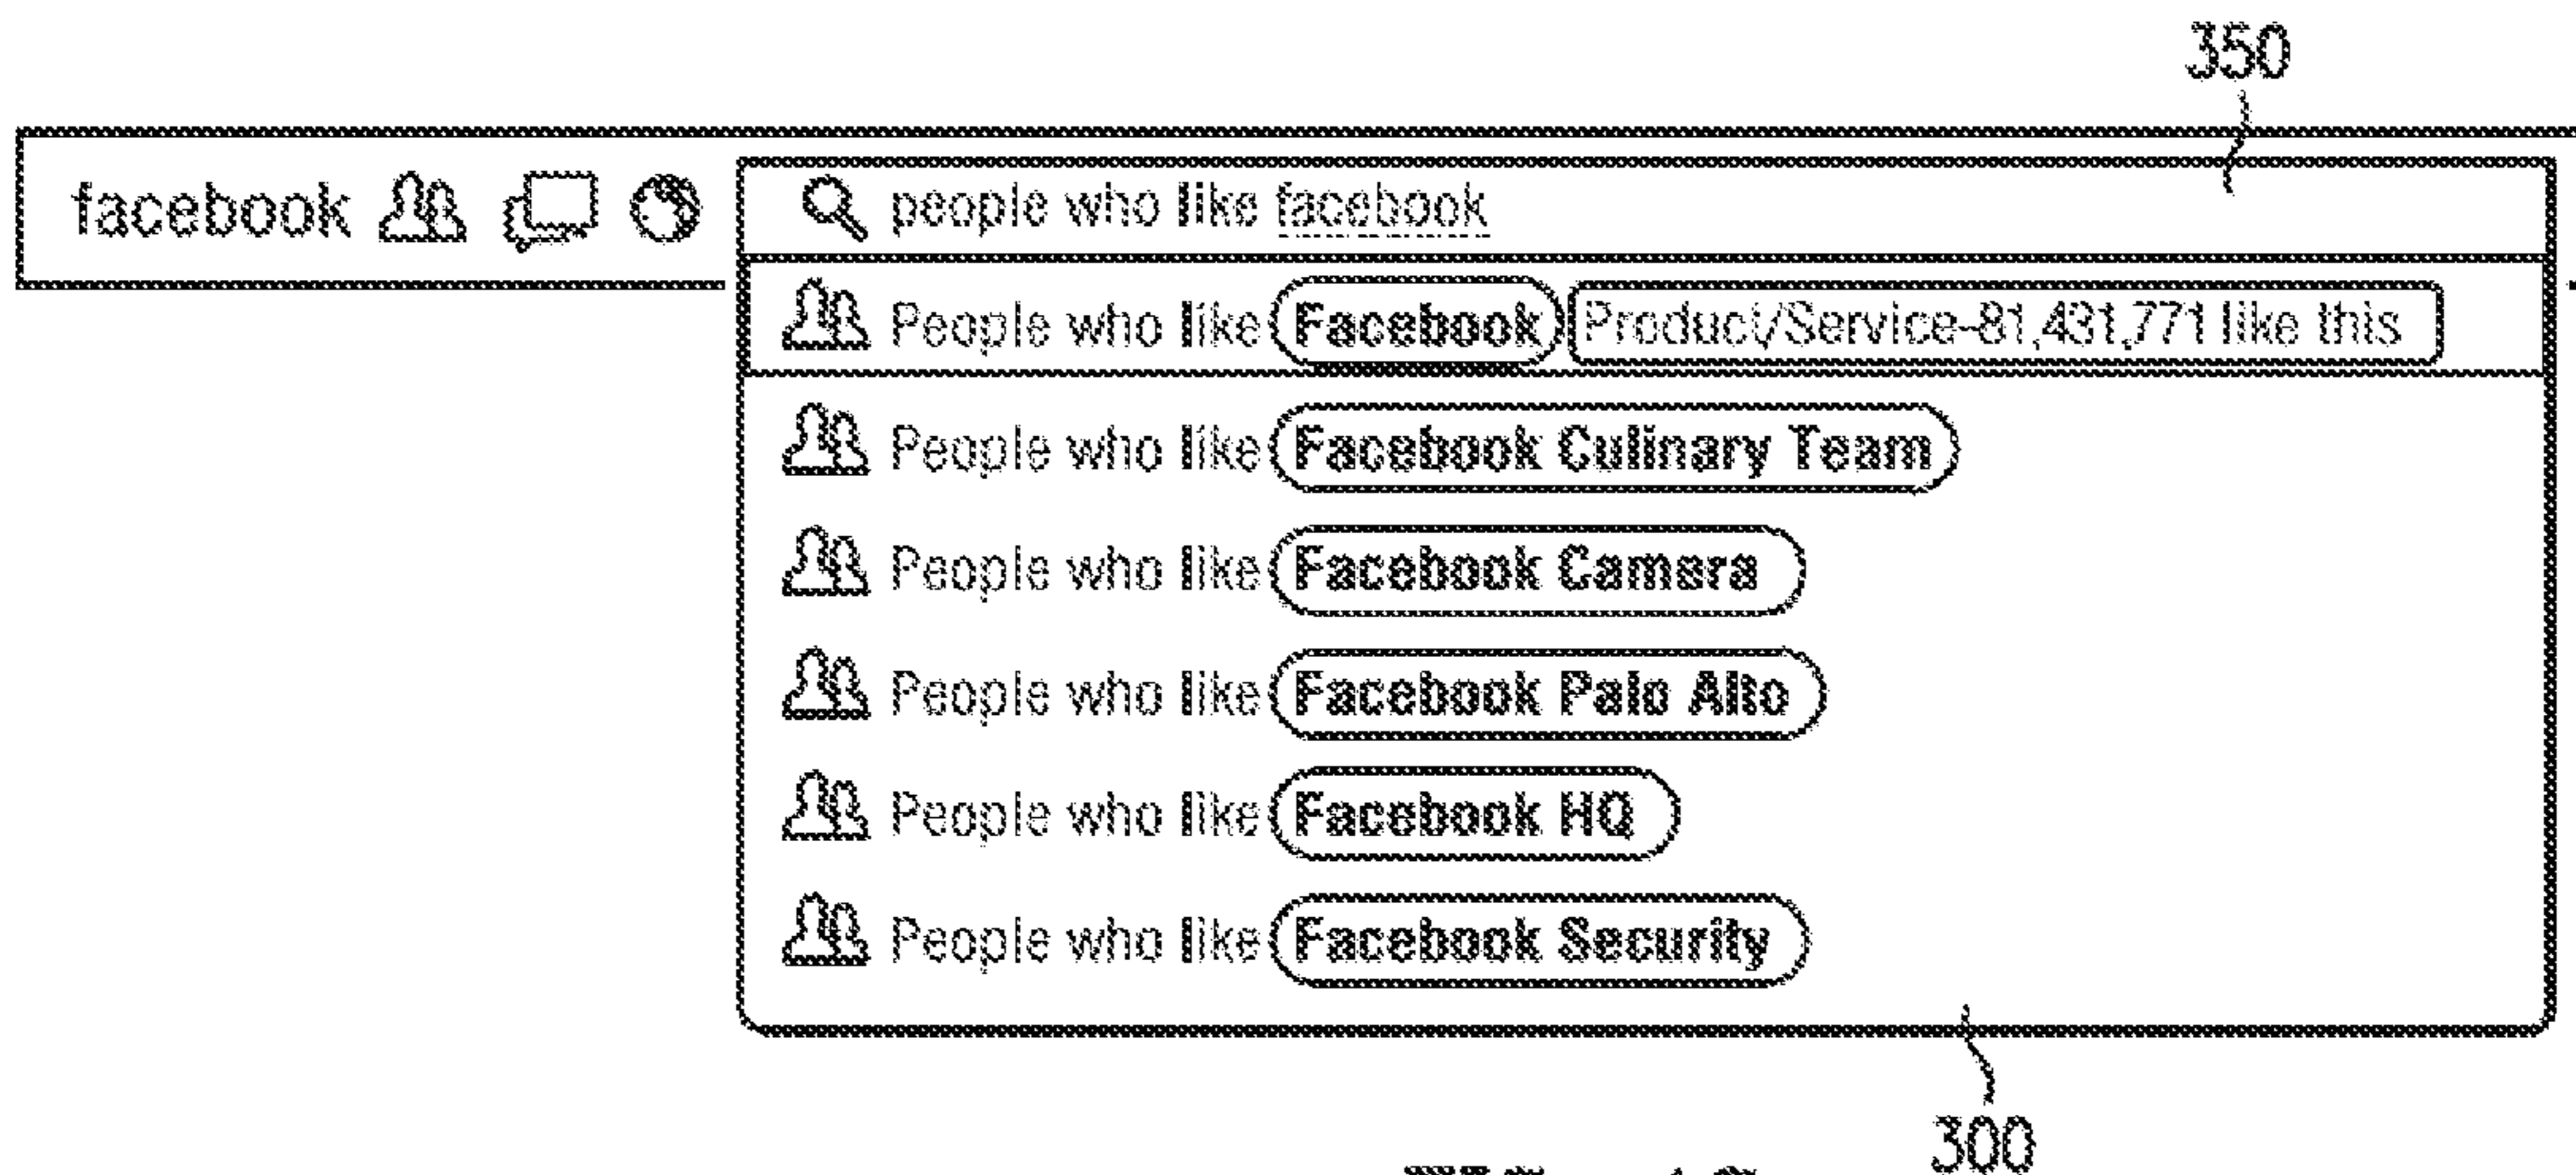 350
facebook people who like facebook
People who like Facebook Product/Service-81,431,771 like this
People who like Facebook Culinary Team
People who like Facebook Camera
People who like Facebook Palo Alto
People who like Facebook HQ
People who like Facebook Security
300